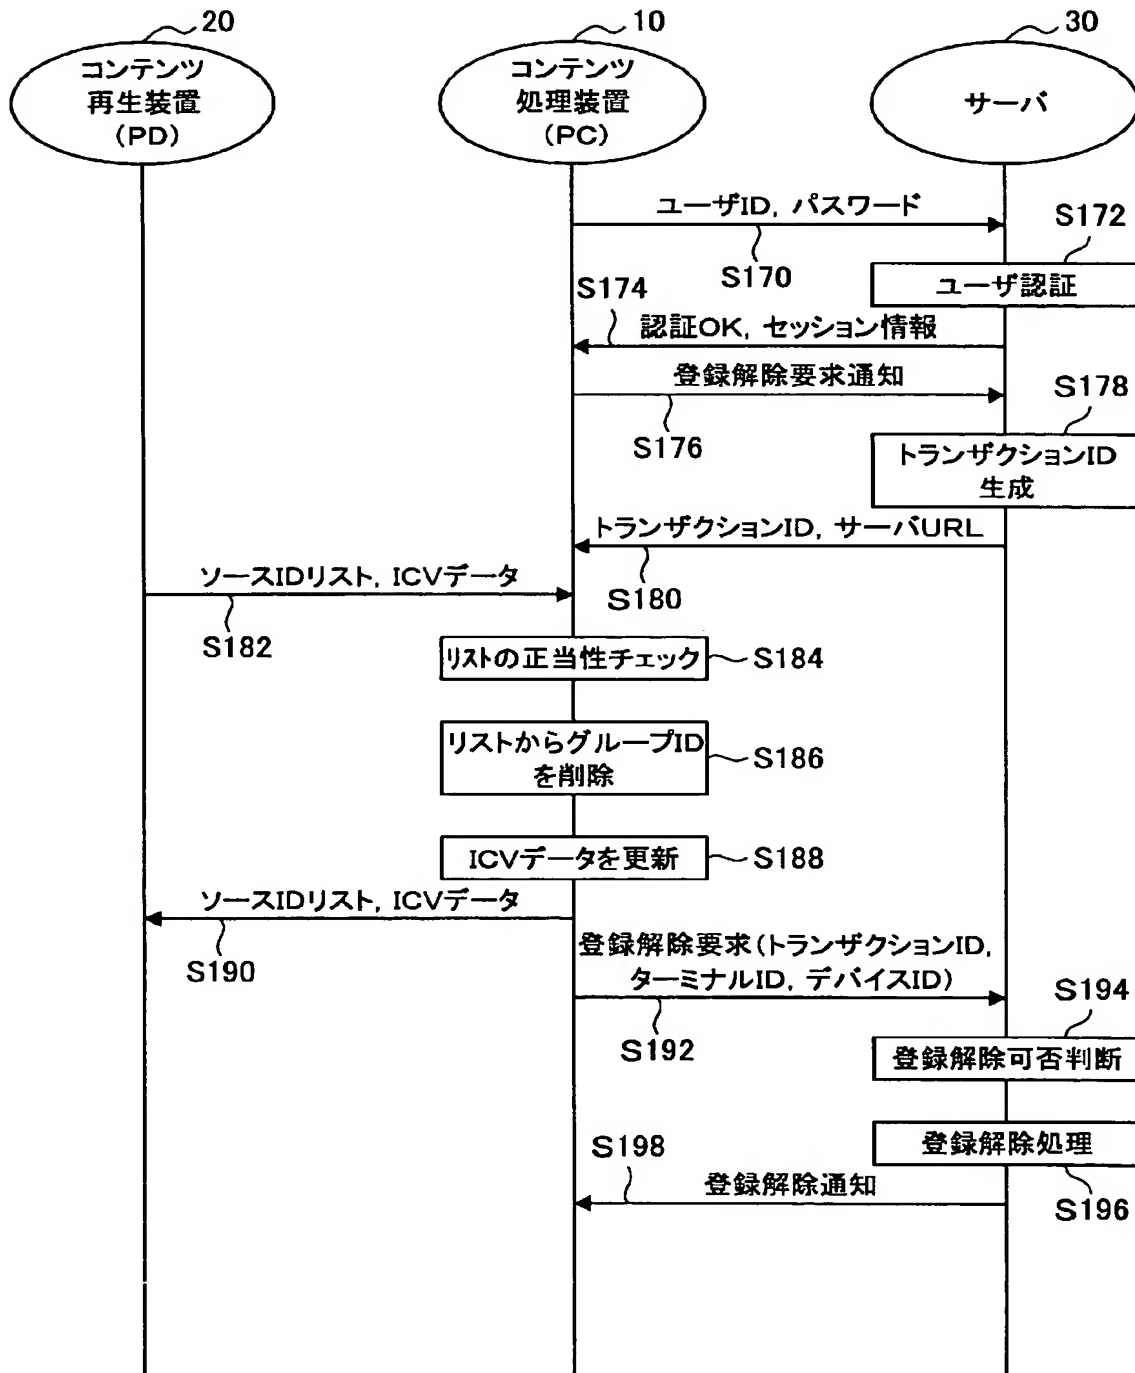 20
10
30
コンテンツ
再生装置
(PD)
コンテンツ
処理装置
(PC)
サーバ
ユーザID, パスワード
S170
S172
ユーザ認証
S174
認証OK, セッション情報
登録解除要求通知
S176
S178
トランザクションID
生成
トランザクションID, サーバURL
S180
ソースIDリスト, ICVデータ
S182
リストの正当性チェック
S184
リストからグループID
を削除
S186
ICVデータを更新
S188
ソースIDリスト, ICVデータ
S190
登録解除要求(トランザクションID,
ターミナルID, デバイスID)
S192
S194
登録解除可否判断
登録解除処理
S196
S198
登録解除通知